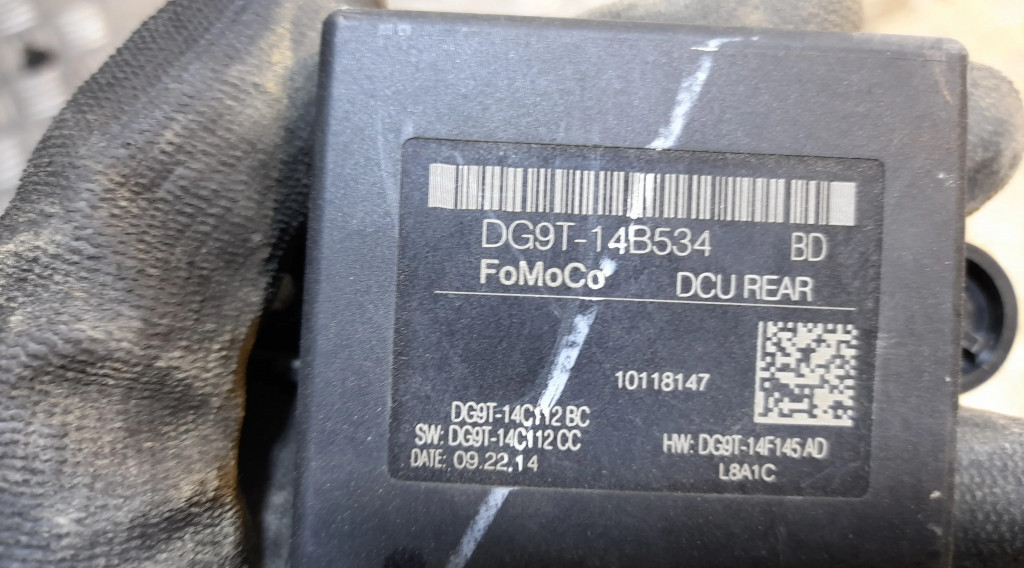 DG9T-14B534 BD
FoMoCo DCU REAR
10118147
DG9T-14C112 BC
SW: DG9T-14C112 CC
HW: DG9T-14F145 AD
DATE: 09.22.14
L8A1C